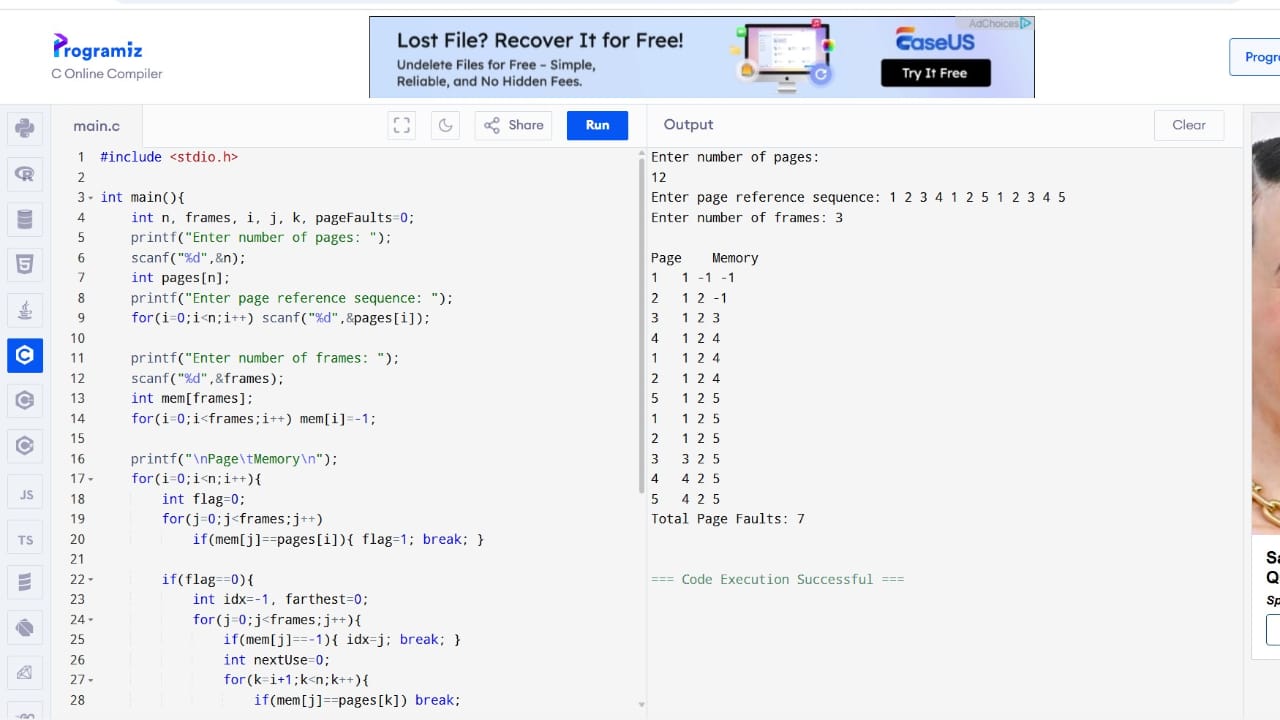 AdChoices
Lost File? Recover It for Free!
Undelete Files for Free – Simple,
Reliable, and No Hidden Fees.
EaseUS
Try It Free
Programiz
C Online Compiler
Progr
main.c
Share
Run
Output
Clear
1 #include <stdio.h>
2
3 int main(){
4 int n, frames, i, j, k, pageFaults=0;
5 printf("Enter number of pages: ");
6 scanf("%d",&n);
7 int pages[n];
8 printf("Enter page reference sequence: ");
9 for(i=0;i<n;i++) scanf("%d",&pages[i]);
10
11 printf("Enter number of frames: ");
12 scanf("%d",&frames);
13 int mem[frames];
14 for(i=0;i<frames;i++) mem[i]=-1;
15
16 printf("\nPage\tMemory\n");
17 for(i=0;i<n;i++){
18 int flag=0;
19 for(j=0;j<frames;j++)
20 if(mem[j]==pages[i]){ flag=1; break; }
21
22 if(flag==0){
23 int idx=-1, farthest=0;
24 for(j=0;j<frames;j++){
25 if(mem[j]==-1){ idx=j; break; }
26 int nextUse=0;
27 for(k=i+1;k<n;k++){
28 if(mem[j]==pages[k]) break;
Enter number of pages:
12
Enter page reference sequence: 1 2 3 4 1 2 5 1 2 3 4 5
Enter number of frames: 3
Page Memory
1 1 -1 -1
2 1 2 -1
3 1 2 3
4 1 2 4
1 1 2 4
2 1 2 4
5 1 2 5
1 1 2 5
2 1 2 5
3 3 2 5
4 4 2 5
5 4 2 5
Total Page Faults: 7
=== Code Execution Successful ===
JS
TS
Sa
Q
Sp